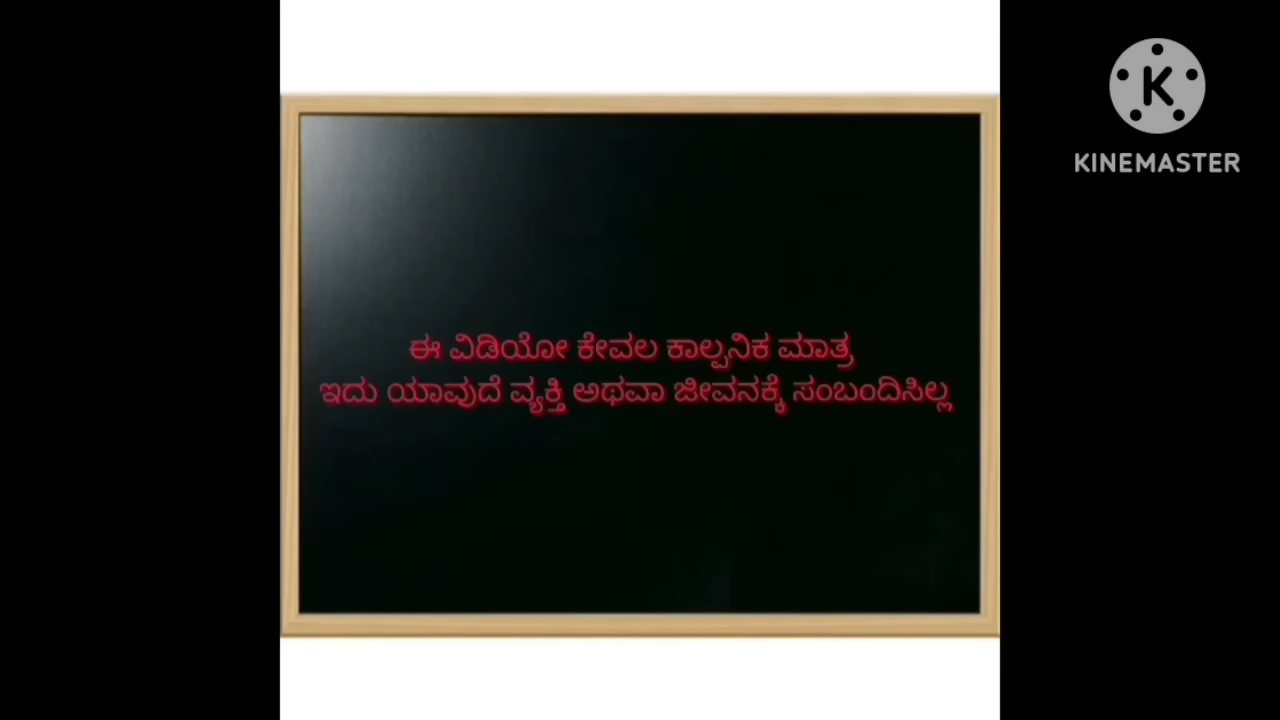 ಈ ವಿಡಿಯೋ ಕೇವಲ ಕಾಲ್ಪನಿಕ ಮಾತ್ರ
ಇದು ಯಾವುದೆ ವ್ಯಕ್ತಿ ಅಥವಾ ಜೀವನಕ್ಕೆ ಸಂಬಂದಿಸಿಲ್ಲ
K
KINEMASTER